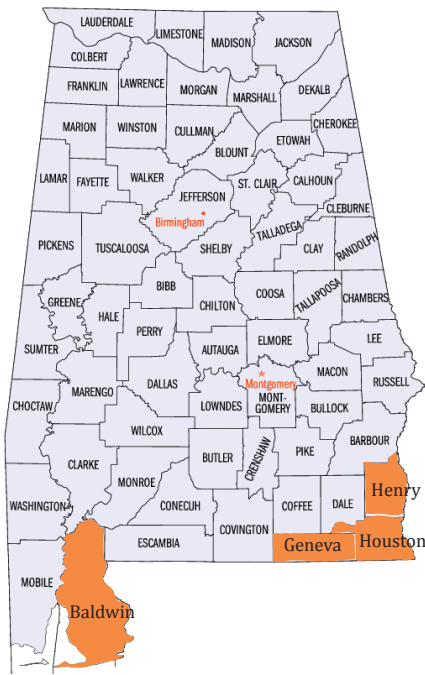 LAUDERDALE
LIMESTONE
MADISON
JACKSON
COLBERT
FRANKLIN
LAWRENCE
MORGAN
MARSHALL
DEKALB
CHEROKEE
MARION
WINSTON
CULLMAN
BLOUNT
ETOWAH
LAMAR
FAYETTE
WALKER
JEFFERSON
ST. CLAIR
CALHOUN
CLEBURNE
Birmingham
PICKENS
TUSCALOOSA
SHELBY
TALLADEGA
CLAY
RANDOLPH
BIBB
GREENE
HALE
CHILTON
COOSA
TALLAPOOSA
CHAMBERS
PERRY
SUMTER
AUTAUGA
ELMORE
LEE
Montgomery
MACON
RUSSELL
MARENGO
DALLAS
CHOCTAW
LOWNDES
MONT-
GOMERY
BULLOCK
WILCOX
BARBOUR
CLARKE
BUTLER
CRENSHAW
PIKE
MONROE
Henry
WASHINGTON
CONECUH
COFFEE
DALE
COVINGTON
ESCAMBIA
Geneva
Houston
MOBILE
Baldwin